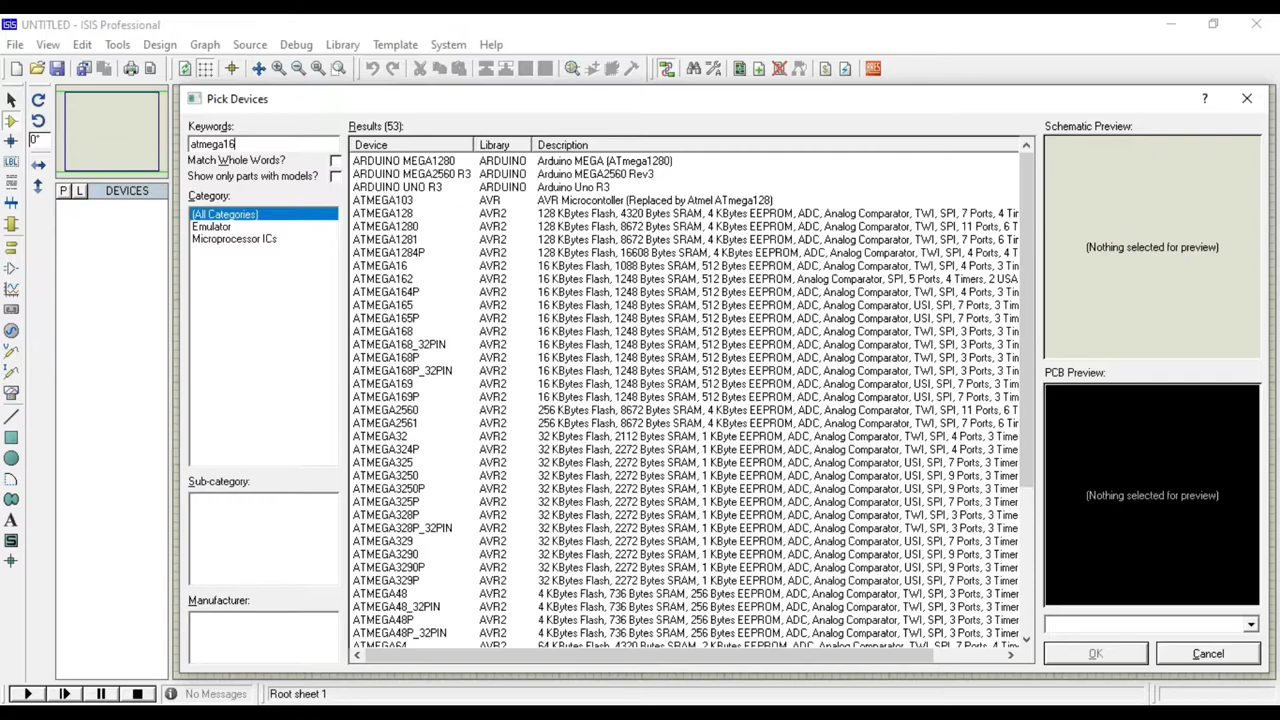 UNTITLED - ISIS Professional
File View Edit Tools Design Graph Source Debug Library Template System Help
Pick Devices
Keywords:
atmega16
Match Whole Words?
Show only parts with models?
Category:
(All Categories)
Emulator
Microprocessor ICs
Sub-category:
Manufacturer:
0°
P L DEVICES
Results (53):
Device Library Description
ARDUINO MEGA1280 ARDUINO Arduino MEGA (ATmega1280)
ARDUINO MEGA2560 R3 ARDUINO Arduino MEGA2560 Rev3
ARDUINO UNO R3 ARDUINO Arduino Uno R3
ATMEGA103 AVR AVR Microcontoller (Replaced by Atmel ATmega128)
ATMEGA128 AVR2 128 KBytes Flash, 4320 Bytes SRAM, 4 KBytes EEPROM, ADC, Analog Comparator, TWI, SPI, 7 Ports, 4 Tir
ATMEGA1280 AVR2 128 KBytes Flash, 8672 Bytes SRAM, 4 KBytes EEPROM, ADC, Analog Comparator, TWI, SPI, 11 Ports, 6 T
ATMEGA1281 AVR2 128 KBytes Flash, 8672 Bytes SRAM, 4 KBytes EEPROM, ADC, Analog Comparator, TWI, SPI, 7 Ports, 6 Tir
ATMEGA1284P AVR2 128 KBytes Flash, 16608 Bytes SRAM, 4 KBytes EEPROM, ADC, Analog Comparator, TWI, SPI, 4 Ports, 4 T
ATMEGA16 AVR2 16 KBytes Flash, 1088 Bytes SRAM, 512 Bytes EEPROM, ADC, Analog Comparator, TWI, SPI, 4 Ports, 3 Tim
ATMEGA162 AVR2 16 KBytes Flash, 1248 Bytes SRAM, 512 Bytes EEPROM, Analog Comparator, SPI, 5 Ports, 4 Timers, 2 USA
ATMEGA164P AVR2 16 KBytes Flash, 1248 Bytes SRAM, 512 Bytes EEPROM, ADC, Analog Comparator, TWI, SPI, 4 Ports, 3 Tim
ATMEGA165 AVR2 16 KBytes Flash, 1248 Bytes SRAM, 512 Bytes EEPROM, ADC, Analog Comparator, USI, SPI, 7 Ports, 3 Tim
ATMEGA165P AVR2 16 KBytes Flash, 1248 Bytes SRAM, 512 Bytes EEPROM, ADC, Analog Comparator, USI, SPI, 7 Ports, 3 Tim
ATMEGA168 AVR2 16 KBytes Flash, 1248 Bytes SRAM, 512 Bytes EEPROM, ADC, Analog Comparator, TWI, SPI, 3 Ports, 3 Tim
ATMEGA168_32PIN AVR2 16 KBytes Flash, 1248 Bytes SRAM, 512 Bytes EEPROM, ADC, Analog Comparator, TWI, SPI, 3 Ports, 3 Tim
ATMEGA168P AVR2 16 KBytes Flash, 1248 Bytes SRAM, 512 Bytes EEPROM, ADC, Analog Comparator, TWI, SPI, 3 Ports, 3 Tim
ATMEGA168P_32PIN AVR2 16 KBytes Flash, 1248 Bytes SRAM, 512 Bytes EEPROM, ADC, Analog Comparator, TWI, SPI, 3 Ports, 3 Tim
ATMEGA169 AVR2 16 KBytes Flash, 1248 Bytes SRAM, 512 Bytes EEPROM, ADC, Analog Comparator, USI, SPI, 7 Ports, 3 Tim
ATMEGA169P AVR2 16 KBytes Flash, 1248 Bytes SRAM, 512 Bytes EEPROM, ADC, Analog Comparator, USI, SPI, 7 Ports, 3 Tim
ATMEGA2560 AVR2 256 KBytes Flash, 8672 Bytes SRAM, 4 KBytes EEPROM, ADC, Analog Comparator, TWI, SPI, 11 Ports, 6 T
ATMEGA2561 AVR2 256 KBytes Flash, 8672 Bytes SRAM, 4 KBytes EEPROM, ADC, Analog Comparator, TWI, SPI, 7 Ports, 6 Tir
ATMEGA32 AVR2 32 KBytes Flash, 2112 Bytes SRAM, 1 KByte EEPROM, ADC, Analog Comparator, TWI, SPI, 4 Ports, 3 Timer
ATMEGA324P AVR2 32 KBytes Flash, 2272 Bytes SRAM, 1 KByte EEPROM, ADC, Analog Comparator, TWI, SPI, 4 Ports, 3 Timer
ATMEGA325 AVR2 32 KBytes Flash, 2272 Bytes SRAM, 1 KByte EEPROM, ADC, Analog Comparator, USI, SPI, 7 Ports, 3 Timer
ATMEGA3250 AVR2 32 KBytes Flash, 2272 Bytes SRAM, 1 KByte EEPROM, ADC, Analog Comparator, USI, SPI, 9 Ports, 3 Timer
ATMEGA3250P AVR2 32 KBytes Flash, 2272 Bytes SRAM, 1 KByte EEPROM, ADC, Analog Comparator, USI, SPI, 9 Ports, 3 Timer
ATMEGA325P AVR2 32 KBytes Flash, 2272 Bytes SRAM, 1 KByte EEPROM, ADC, Analog Comparator, USI, SPI, 7 Ports, 3 Timer
ATMEGA328P AVR2 32 KBytes Flash, 2272 Bytes SRAM, 1 KByte EEPROM, ADC, Analog Comparator, TWI, SPI, 3 Ports, 3 Timer
ATMEGA328P_32PIN AVR2 32 KBytes Flash, 2272 Bytes SRAM, 1 KByte EEPROM, ADC, Analog Comparator, TWI, SPI, 3 Ports, 3 Timer
ATMEGA329 AVR2 32 KBytes Flash, 2272 Bytes SRAM, 1 KByte EEPROM, ADC, Analog Comparator, USI, SPI, 7 Ports, 3 Timer
ATMEGA3290 AVR2 32 KBytes Flash, 2272 Bytes SRAM, 1 KByte EEPROM, ADC, Analog Comparator, USI, SPI, 9 Ports, 3 Timer
ATMEGA3290P AVR2 32 KBytes Flash, 2272 Bytes SRAM, 1 KByte EEPROM, ADC, Analog Comparator, USI, SPI, 9 Ports, 3 Timer
ATMEGA329P AVR2 32 KBytes Flash, 2272 Bytes SRAM, 1 KByte EEPROM, ADC, Analog Comparator, USI, SPI, 7 Ports, 3 Timer
ATMEGA48 AVR2 4 KBytes Flash, 736 Bytes SRAM, 256 Bytes EEPROM, ADC, Analog Comparator, TWI, SPI, 3 Ports, 3 Timer
ATMEGA48_32PIN AVR2 4 KBytes Flash, 736 Bytes SRAM, 256 Bytes EEPROM, ADC, Analog Comparator, TWI, SPI, 3 Ports, 3 Timer
ATMEGA48P AVR2 4 KBytes Flash, 736 Bytes SRAM, 256 Bytes EEPROM, ADC, Analog Comparator, TWI, SPI, 3 Ports, 3 Timer
ATMEGA48P_32PIN AVR2 4 KBytes Flash, 736 Bytes SRAM, 256 Bytes EEPROM, ADC, Analog Comparator, TWI, SPI, 3 Ports, 3 Timer
ATMEGA64 AVR2 64 KBytes Flash, 4320 Bytes SRAM, 2 KBytes EEPROM, ADC, Analog Comparator, TWI, SPI, 7 Ports, 4 Time
Schematic Preview:
(Nothing selected for preview)
PCB Preview:
(Nothing selected for preview)
OK Cancel
No Messages Root sheet 1